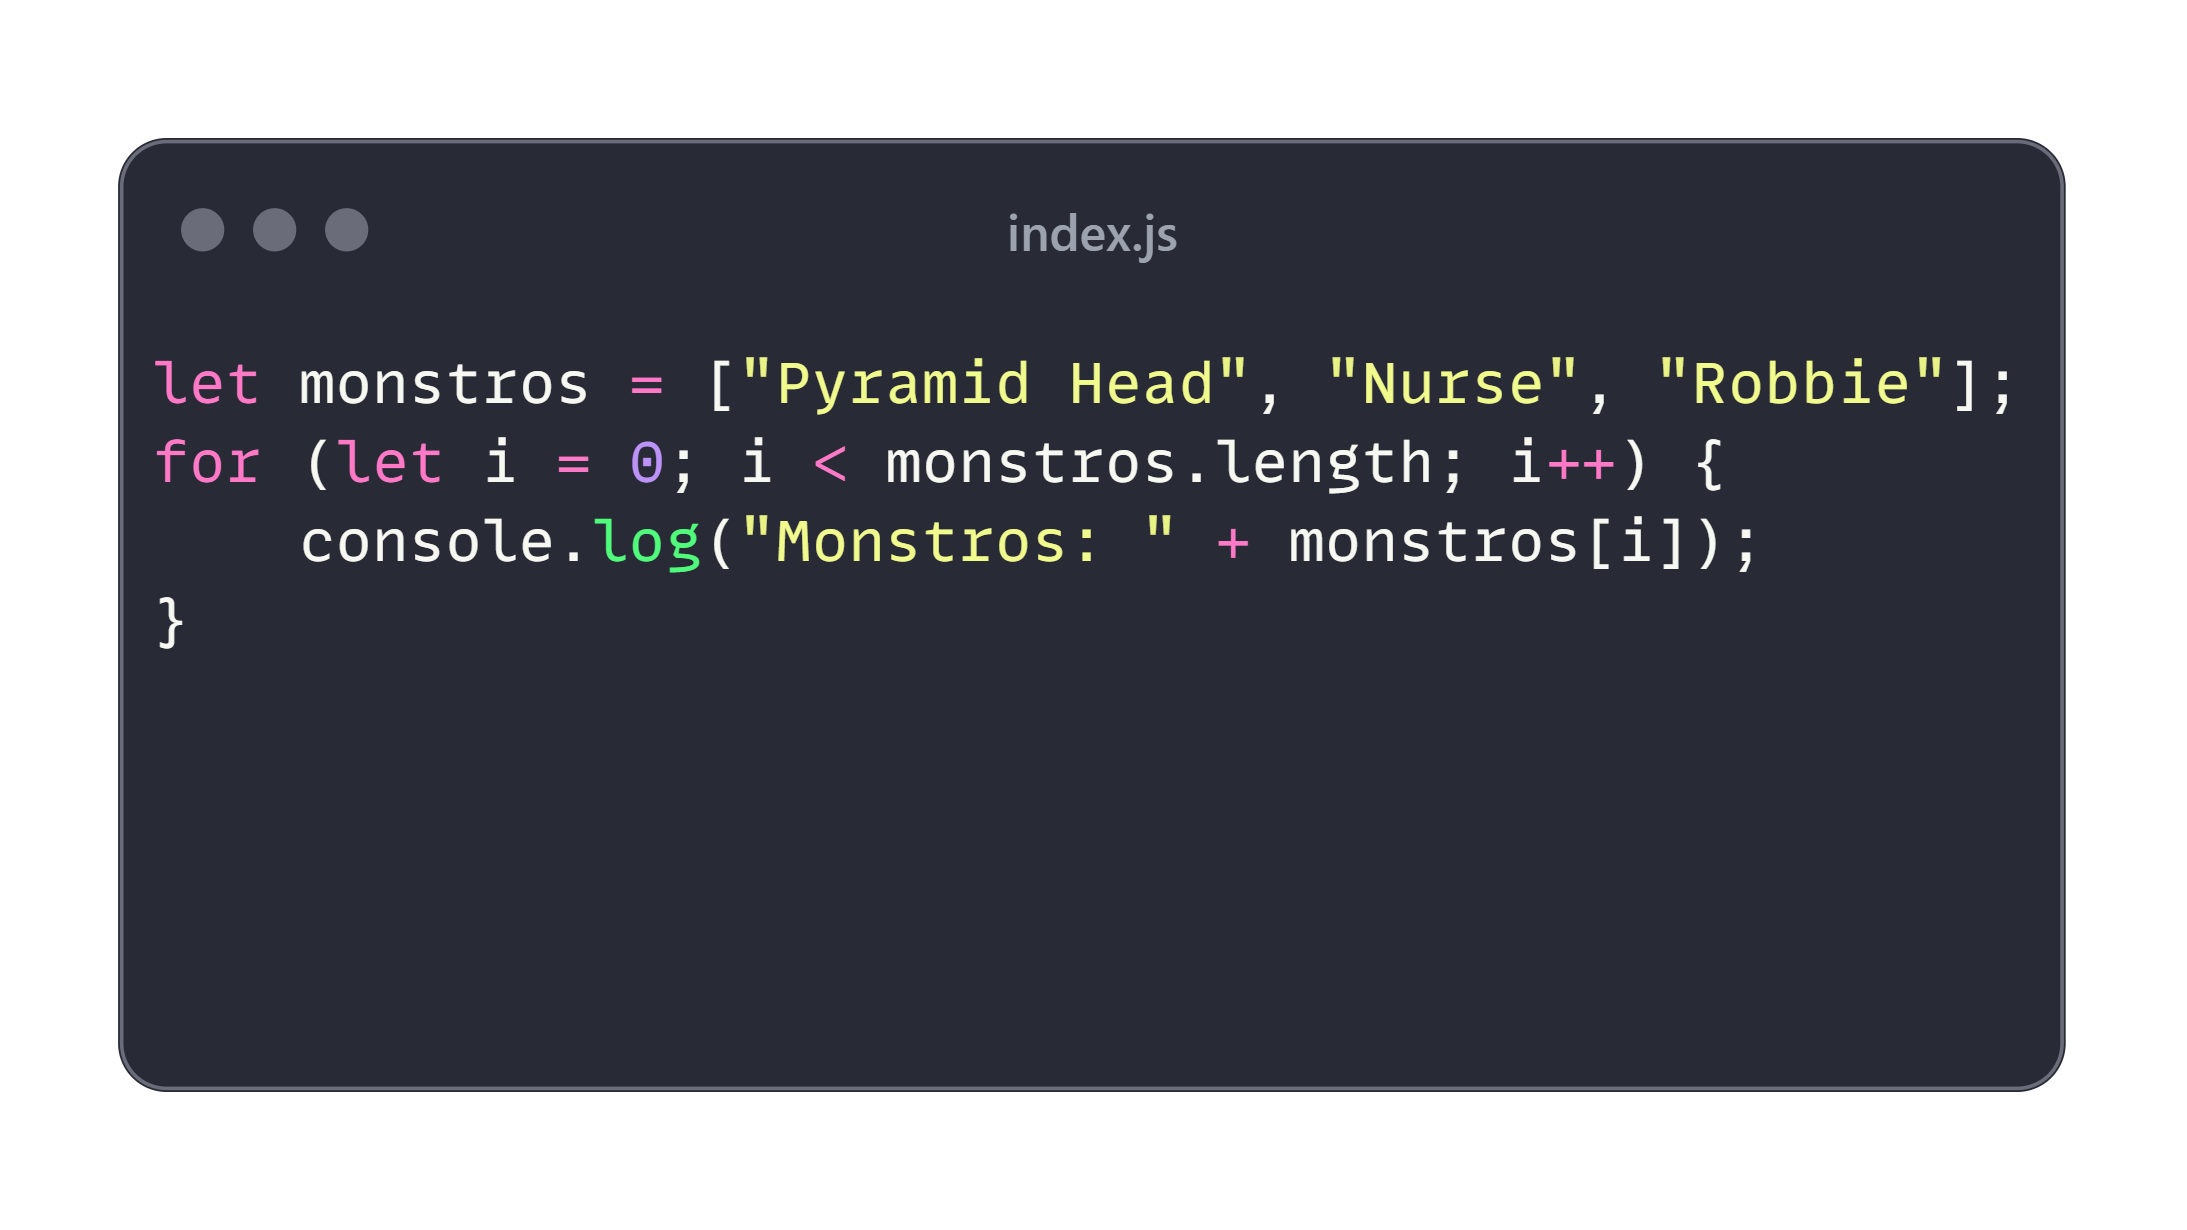 index.js
let monstros = ["Pyramid Head", "Nurse", "Robbie"];
for (let i = 0; i < monstros.length; i++) {
    console.log("Monstros: " + monstros[i]);
}